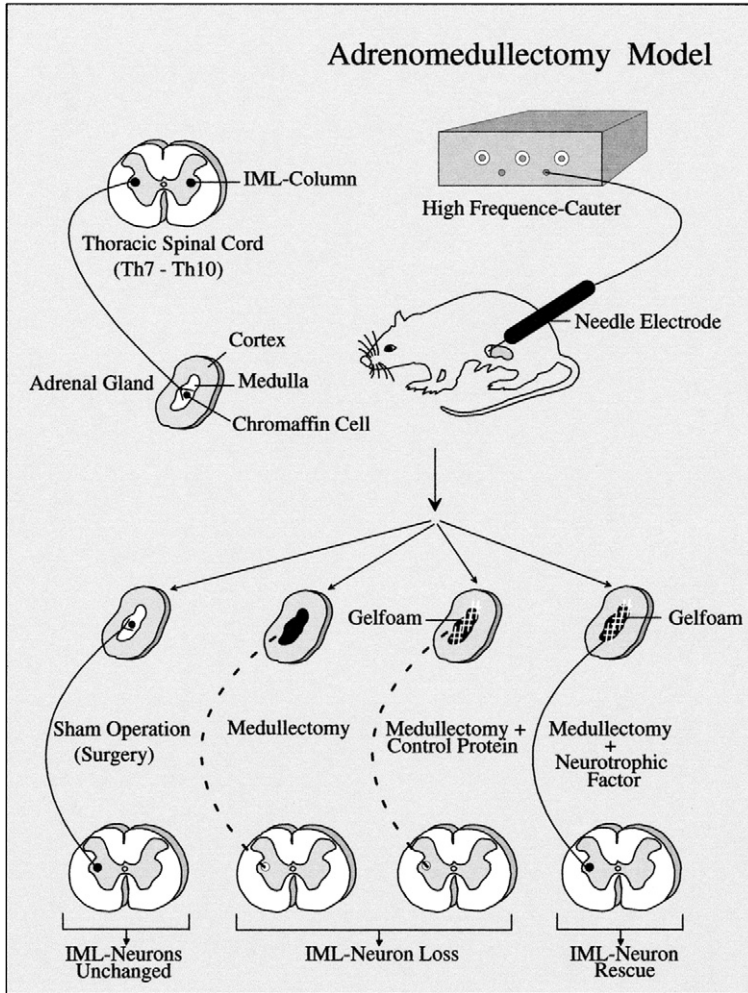 Adrenomedullectomy Model
IML-Column
Thoracic Spinal Cord
(Th7 - Th10)
High Frequence-Cauter
Needle Electrode
Cortex
Adrenal Gland
Medulla
Chromaffin Cell
Gelfoam
Gelfoam
Sham Operation
(Surgery)
Medullectomy
Medullectomy +
Control Protein
Medullectomy
+
Neurotrophic
Factor
IML-Neurons
Unchanged
IML-Neuron Loss
IML-Neuron
Rescue